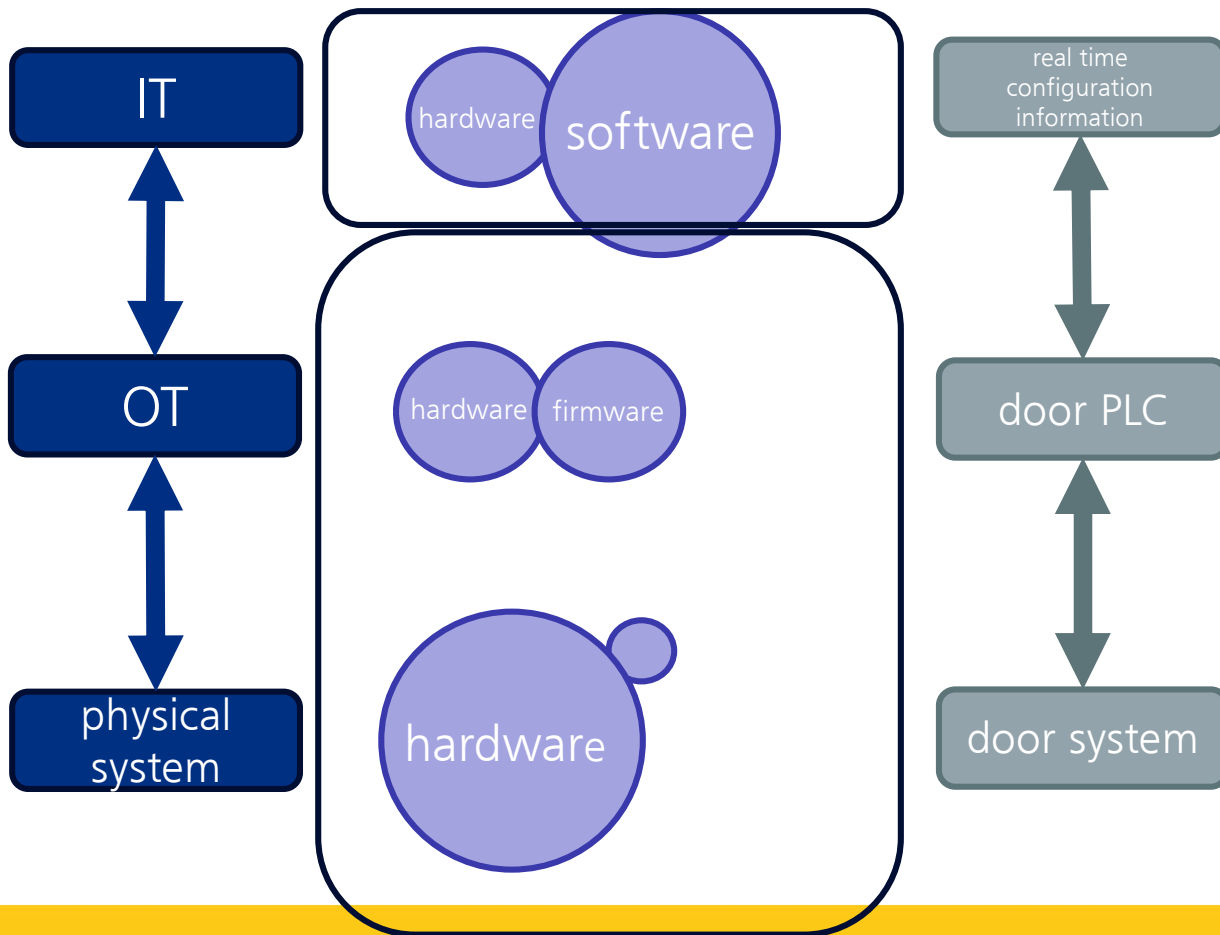 IT
hardware
software
real time
configuration
information
OT
hardware
firmware
door PLC
physical
system
hardware
door system